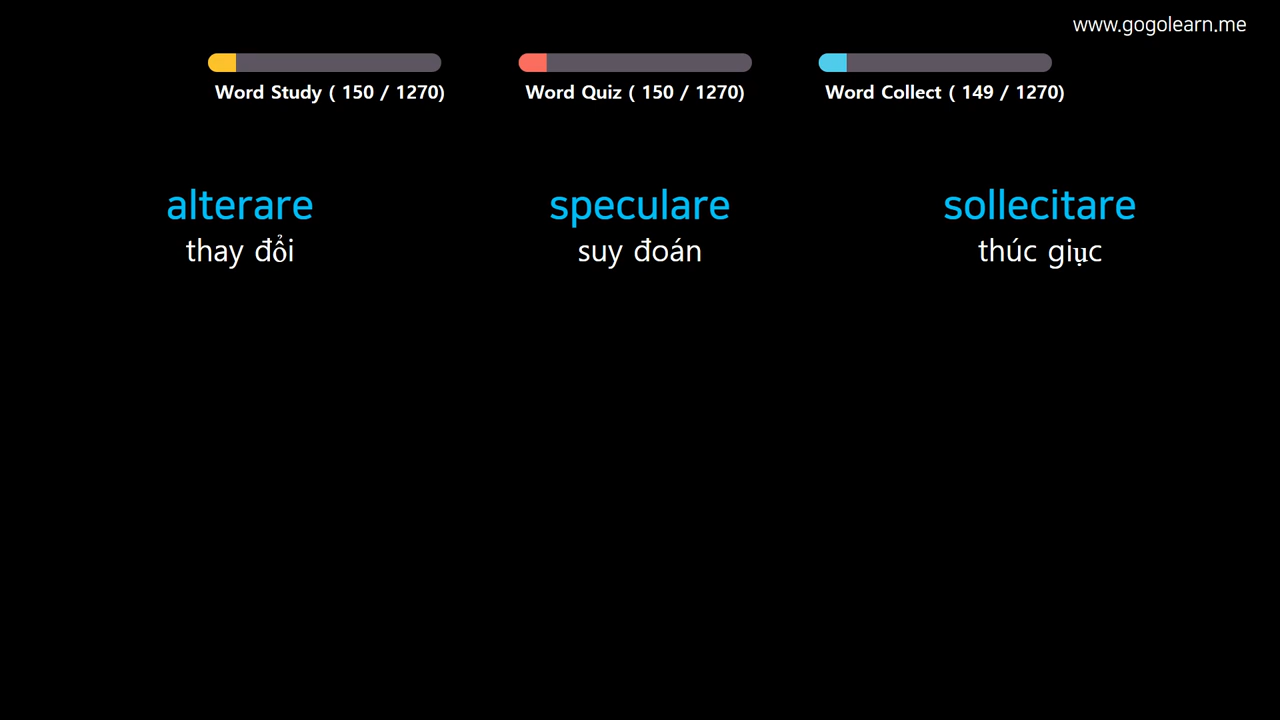 www.gogolearn.me
Word Study ( 150 / 1270)
Word Quiz ( 150 / 1270)
Word Collect ( 149 / 1270)
alterare
thay đổi
speculare
suy đoán
sollecitare
thúc giục